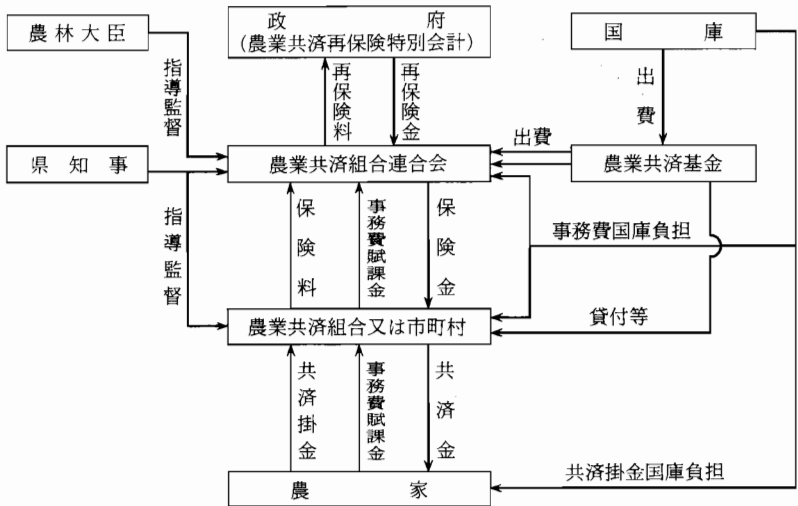 農林大臣
政府
(農業共済再保険特別会計)
国庫
指導監督
再保険料
再保険金
出費
出費
県知事
農業共済組合連合会
農業共済基金
指導監督
保険料
事務費賦課金
保険金
事務費国庫負担
農業共済組合又は市町村
貸付等
共済掛金
事務費賦課金
共済金
共済掛金国庫負担
農家